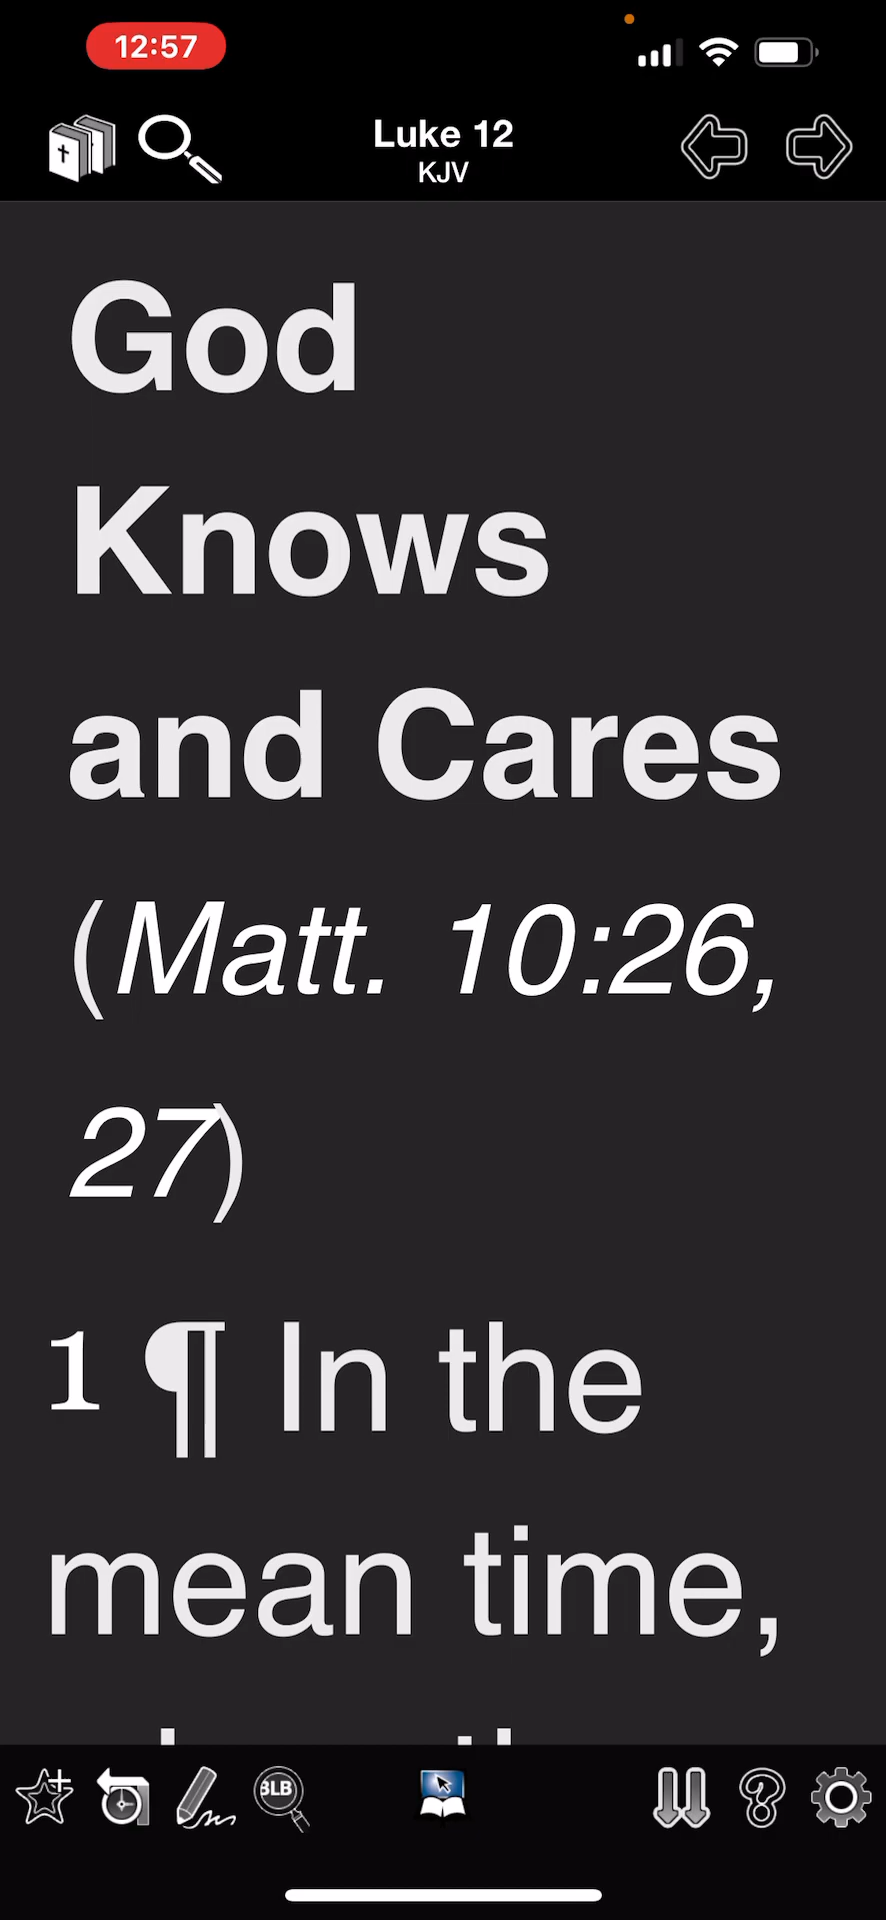 12:57
Luke 12
KJV
God
Knows
and Cares
(Matt. 10:26,
27)
1 ¶ In the
mean time,
BLB